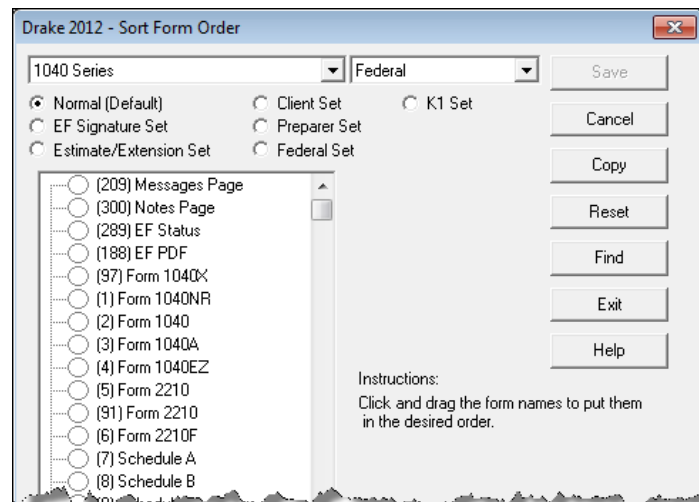 Drake 2012 - Sort Form Order
1040 Series
Federal
Save
Normal (Default)
Client Set
K1 Set
EF Signature Set
Preparer Set
Cancel
Estimate/Extension Set
Federal Set
Copy
(209) Messages Page
(300) Notes Page
Reset
(289) EF Status
(188) EF PDF
Find
(97) Form 1040X
(1) Form 1040NR
Exit
(2) Form 1040
(3) Form 1040A
Help
(4) Form 1040EZ
(5) Form 2210
(91) Form 2210
(6) Form 2210F
(7) Schedule A
(8) Schedule B
Instructions:
Click and drag the form names to put them
in the desired order.